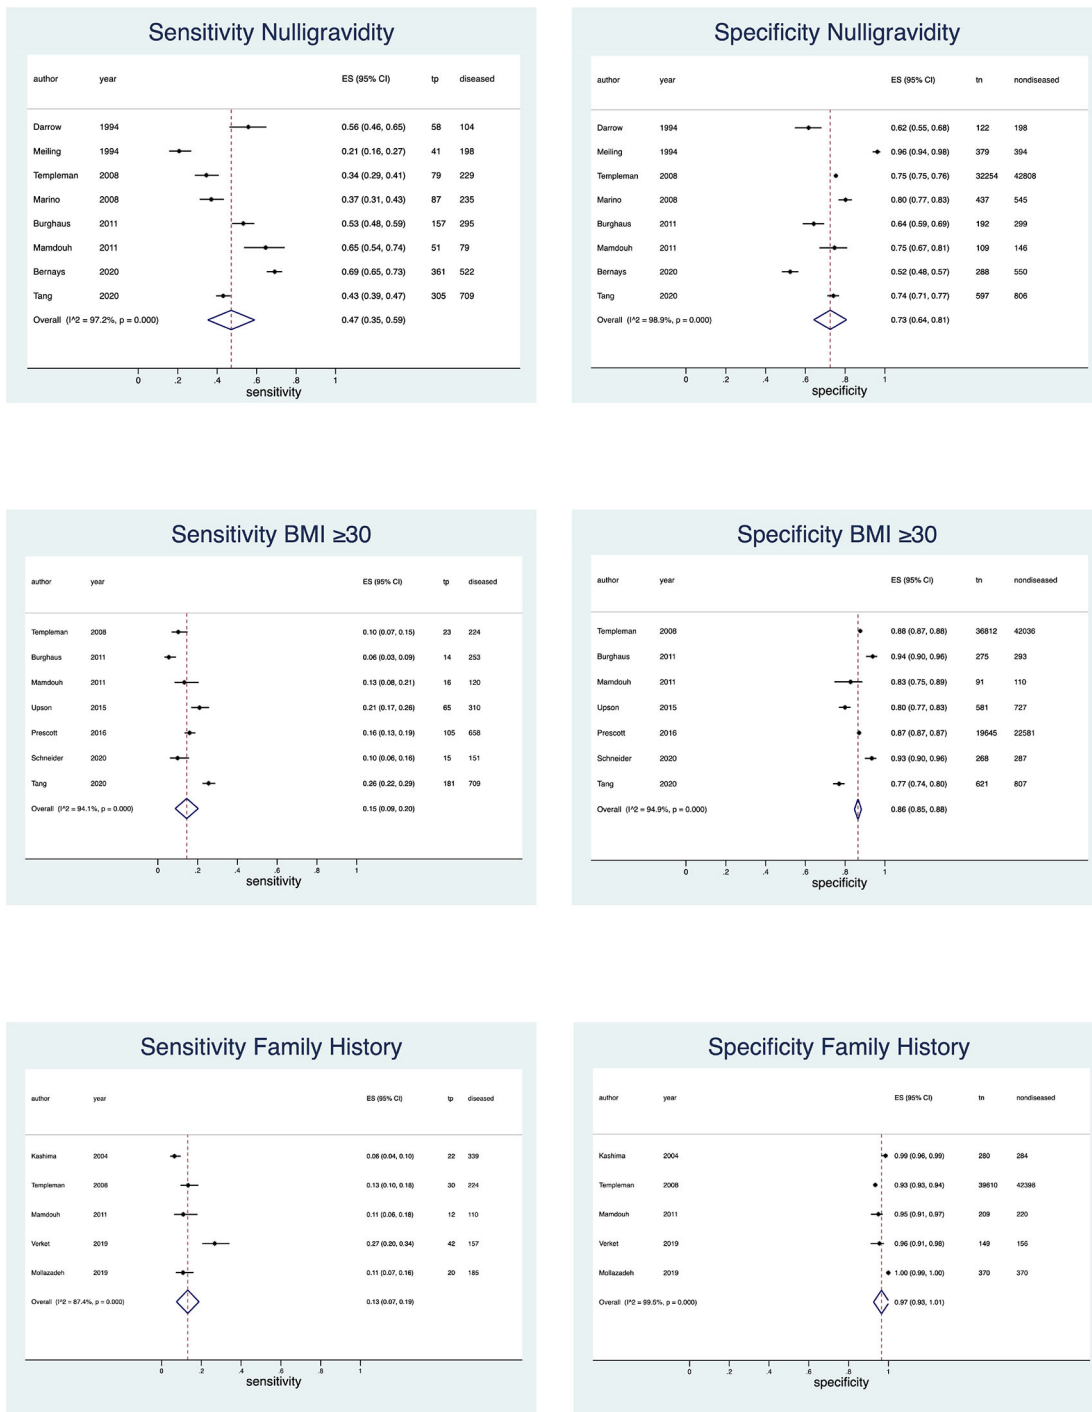 Sensitivity Nulligravidity
author year ES (95% CI) tp diseased
Darrow 1994 0.56 (0.46, 0.65) 58 104
Meiling 1994 0.21 (0.16, 0.27) 41 198
Templeman 2008 0.34 (0.29, 0.41) 79 229
Marino 2008 0.37 (0.31, 0.43) 87 235
Burghaus 2011 0.53 (0.48, 0.59) 157 295
Mamdouh 2011 0.65 (0.54, 0.74) 51 79
Bernays 2020 0.69 (0.65, 0.73) 361 522
Tang 2020 0.43 (0.39, 0.47) 305 709
Overall (I^2 = 97.2%, p = 0.000) 0.47 (0.35, 0.59)
0 .2 .4 .6 .8 1
sensitivity
Specificity Nulligravidity
author year ES (95% CI) tn nondiseased
Darrow 1994 0.62 (0.55, 0.68) 122 198
Meiling 1994 0.96 (0.94, 0.98) 379 394
Templeman 2008 0.75 (0.75, 0.76) 32254 42808
Marino 2008 0.80 (0.77, 0.83) 437 545
Burghaus 2011 0.64 (0.59, 0.69) 192 299
Mamdouh 2011 0.75 (0.67, 0.81) 109 146
Bernays 2020 0.52 (0.48, 0.57) 288 550
Tang 2020 0.74 (0.71, 0.77) 597 806
Overall (I^2 = 98.9%, p = 0.000) 0.73 (0.64, 0.81)
0 .2 .4 .6 .8 1
specificity
Sensitivity BMI ≥30
author year ES (95% CI) tp diseased
Templeman 2008 0.10 (0.07, 0.15) 23 224
Burghaus 2011 0.06 (0.03, 0.09) 14 253
Mamdouh 2011 0.13 (0.08, 0.21) 16 120
Upson 2015 0.21 (0.17, 0.26) 65 310
Prescott 2016 0.16 (0.13, 0.19) 105 658
Schneider 2020 0.10 (0.06, 0.16) 15 151
Tang 2020 0.26 (0.22, 0.29) 181 709
Overall (I^2 = 94.1%, p = 0.000) 0.15 (0.09, 0.20)
0 .2 .4 .6 .8 1
sensitivity
Specificity BMI ≥30
author year ES (95% CI) tn nondiseased
Templeman 2008 0.88 (0.87, 0.88) 36812 42036
Burghaus 2011 0.94 (0.90, 0.96) 275 293
Mamdouh 2011 0.83 (0.75, 0.89) 91 110
Upson 2015 0.80 (0.77, 0.83) 581 727
Prescott 2016 0.87 (0.87, 0.87) 19645 22581
Schneider 2020 0.93 (0.90, 0.96) 268 287
Tang 2020 0.77 (0.74, 0.80) 621 807
Overall (I^2 = 94.9%, p = 0.000) 0.86 (0.85, 0.88)
0 .2 .4 .6 .8 1
specificity
Sensitivity Family History
author year ES (95% CI) tp diseased
Kashima 2004 0.06 (0.04, 0.10) 22 339
Templeman 2008 0.13 (0.10, 0.18) 30 224
Mamdouh 2011 0.11 (0.06, 0.18) 12 110
Verket 2019 0.27 (0.20, 0.34) 42 157
Mollazadeh 2019 0.11 (0.07, 0.16) 20 185
Overall (I^2 = 87.4%, p = 0.000) 0.13 (0.07, 0.19)
0 .2 .4 .6 .8 1
sensitivity
Specificity Family History
author year ES (95% CI) tn nondiseased
Kashima 2004 0.99 (0.96, 0.99) 280 284
Templeman 2008 0.93 (0.93, 0.94) 39610 42398
Mamdouh 2011 0.95 (0.91, 0.97) 209 220
Verket 2019 0.96 (0.91, 0.98) 149 156
Mollazadeh 2019 1.00 (0.99, 1.00) 370 370
Overall (I^2 = 99.5%, p = 0.000) 0.97 (0.93, 1.01)
0 .2 .4 .6 .8 1
specificity